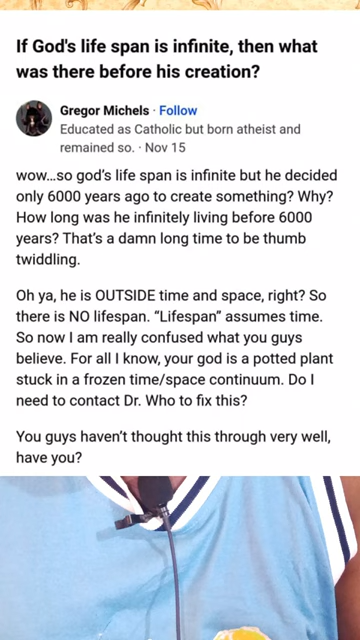 If God's life span is infinite, then what
was there before his creation?
Gregor Michels · Follow
Educated as Catholic but born atheist and
remained so. · Nov 15
wow…so god's life span is infinite but he decided
only 6000 years ago to create something? Why?
How long was he infinitely living before 6000
years? That's a damn long time to be thumb
twiddling.
Oh ya, he is OUTSIDE time and space, right? So
there is NO lifespan. “Lifespan” assumes time.
So now I am really confused what you guys
believe. For all I know, your god is a potted plant
stuck in a frozen time/space continuum. Do I
need to contact Dr. Who to fix this?
You guys haven't thought this through very well,
have you?